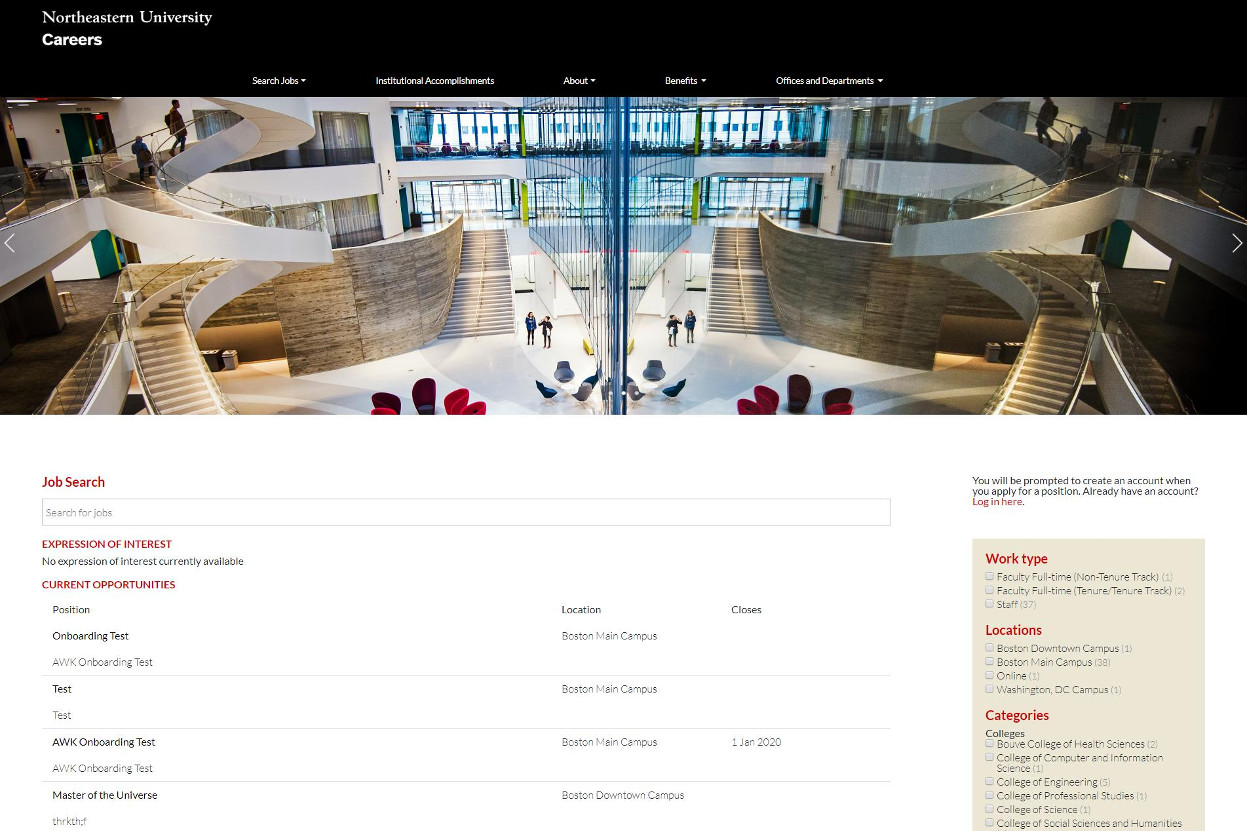 Northeastern University
Careers
Search Jobs Institutional Accomplishments About Benefits Offices and Departments
Job Search
Search for jobs
EXPRESSION OF INTEREST
No expression of interest currently available
CURRENT OPPORTUNITIES
Position Location Closes
Onboarding Test Boston Main Campus
AWK Onboarding Test
Test Boston Main Campus
Test
AWK Onboarding Test Boston Main Campus 1 Jan 2020
AWK Onboarding Test
Master of the Universe Boston Downtown Campus
thrkth;f
You will be prompted to create an account when
you apply for a position. Already have an account?
Log in here.
Work type
Faculty Full-time (Non-Tenure Track) (1)
Faculty Full-time (Tenure/Tenure Track) (2)
Staff (37)
Locations
Boston Downtown Campus (1)
Boston Main Campus (38)
Online (1)
Washington, DC Campus (1)
Categories
Colleges
Bouve College of Health Sciences (2)
College of Computer and Information
Science (1)
College of Engineering (5)
College of Professional Studies (1)
College of Science (1)
College of Social Sciences and Humanities